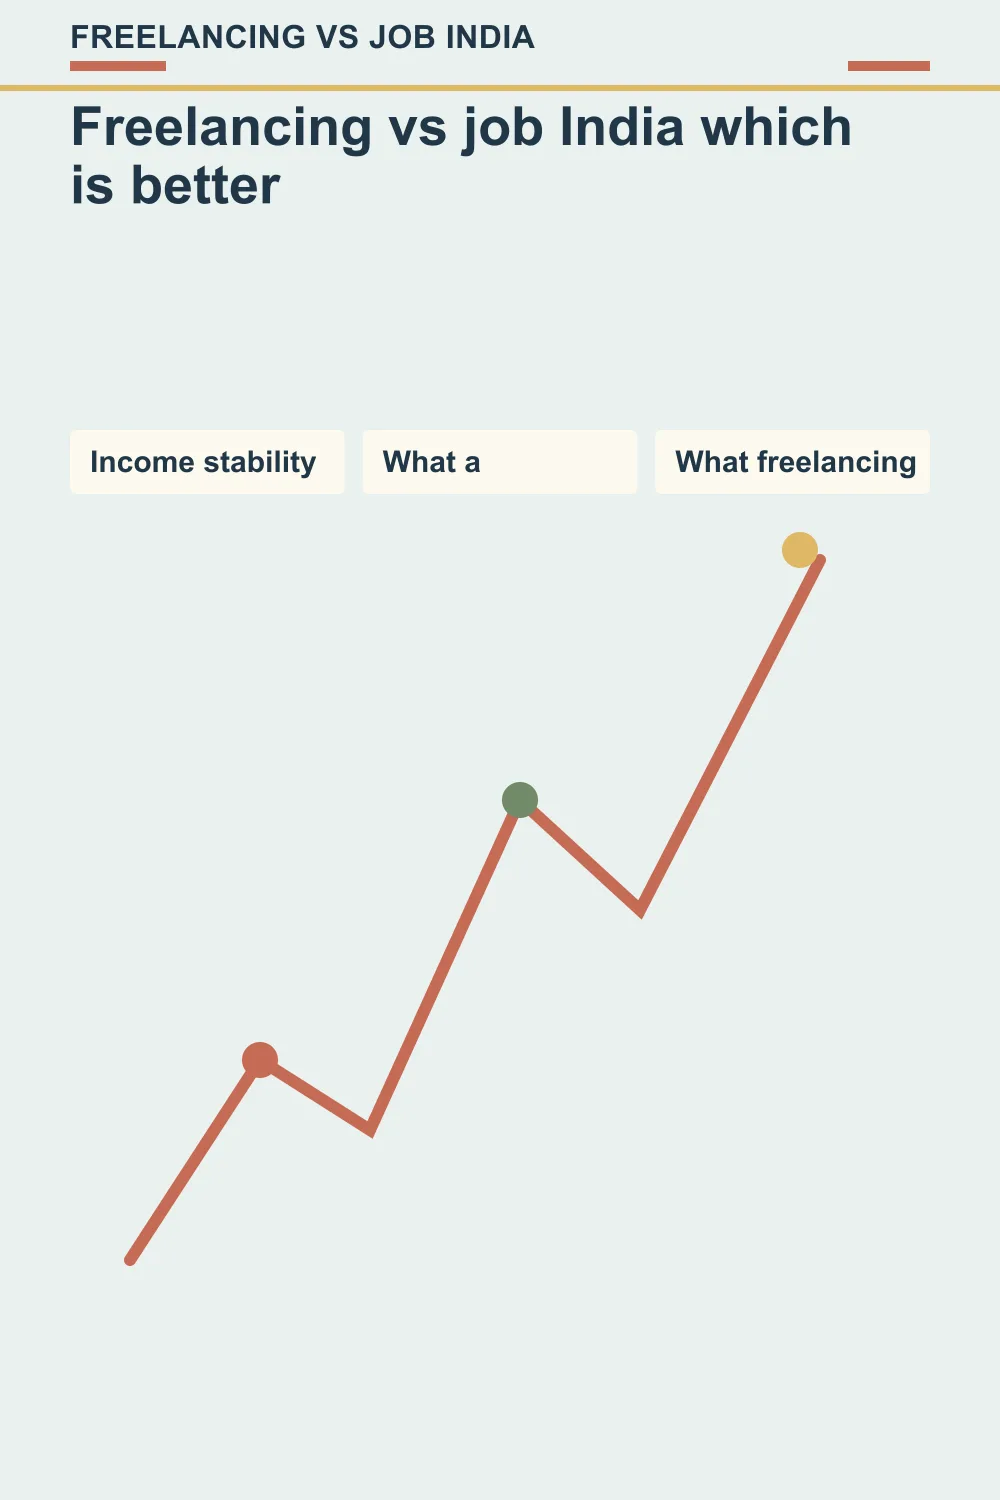 FREELANCING VS JOB INDIA
Freelancing vs job India which
is better
Income stability
What a
What freelancing